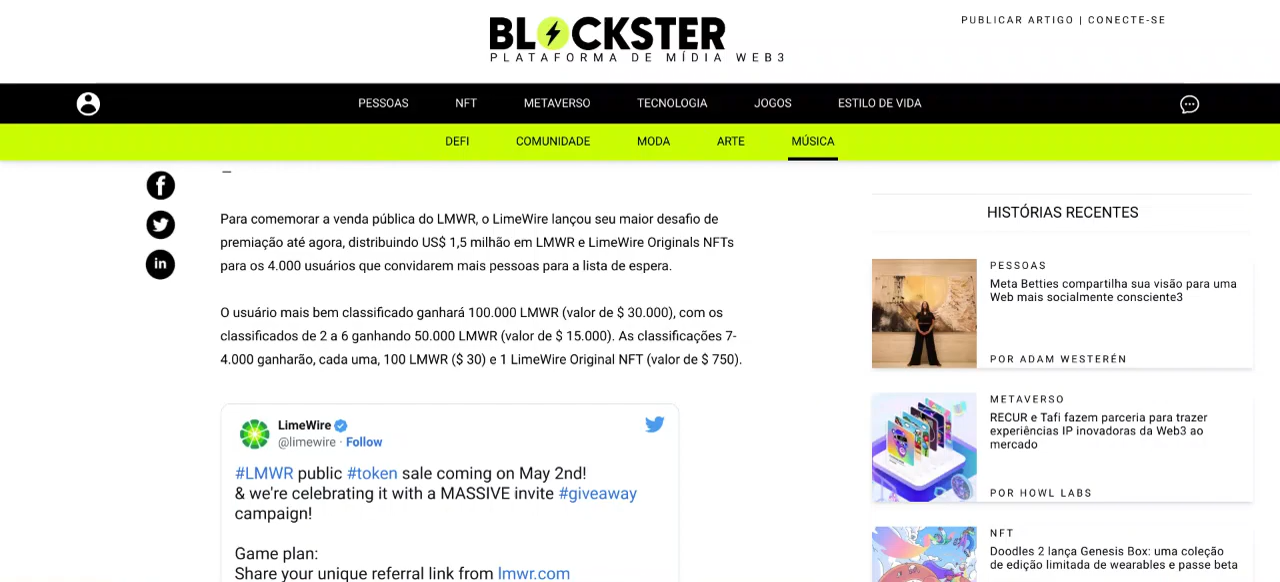 BLOCKSTER
PLATAFORMA DE MÍDIA WEB3
PUBLICAR ARTIGO | CONECTE-SE
PESSOAS NFT METAVERSO TECNOLOGIA JOGOS ESTILO DE VIDA
DEFI COMUNIDADE MODA ARTE MÚSICA
—
Para comemorar a venda pública do LMWR, o LimeWire lançou seu maior desafio de
premiação até agora, distribuindo US$ 1,5 milhão em LMWR e LimeWire Originals NFTs
para os 4.000 usuários que convidarem mais pessoas para a lista de espera.
O usuário mais bem classificado ganhará 100.000 LMWR (valor de $ 30.000), com os
classificados de 2 a 6 ganhando 50.000 LMWR (valor de $ 15.000). As classificações 7-
4.000 ganharão, cada uma, 100 LMWR ($ 30) e 1 LimeWire Original NFT (valor de $ 750).
LimeWire
@limewire · Follow
#LMWR public #token sale coming on May 2nd!
& we're celebrating it with a MASSIVE invite #giveaway
campaign!
Game plan:
Share your unique referral link from lmwr.com
HISTÓRIAS RECENTES
PESSOAS
Meta Betties compartilha sua visão para uma
Web mais socialmente consciente3
POR ADAM WESTERÉN
METAVERSO
RECUR e Tafi fazem parceria para trazer
experiências IP inovadoras da Web3 ao
mercado
POR HOWL LABS
NFT
Doodles 2 lança Genesis Box: uma coleção
de edição limitada de wearables e passe beta